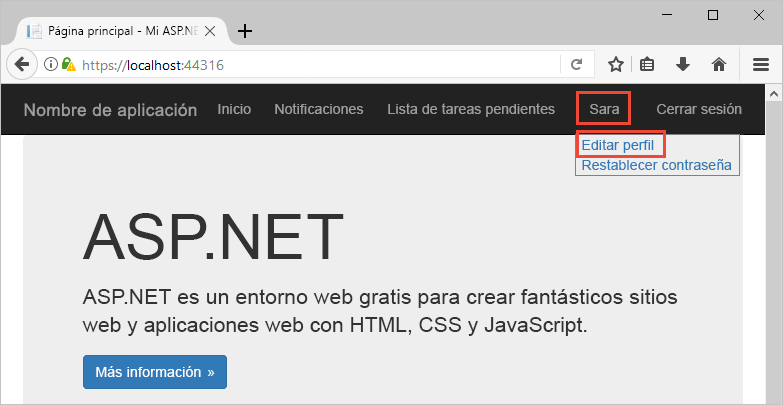 Página principal - Mi ASP.NE
https://localhost:44316
Nombre de aplicación Inicio Notificaciones Lista de tareas pendientes Sara Cerrar sesión
Editar perfil
Restablecer contraseña
ASP.NET
ASP.NET es un entorno web gratis para crear fantásticos sitios
web y aplicaciones web con HTML, CSS y JavaScript.
Más información »